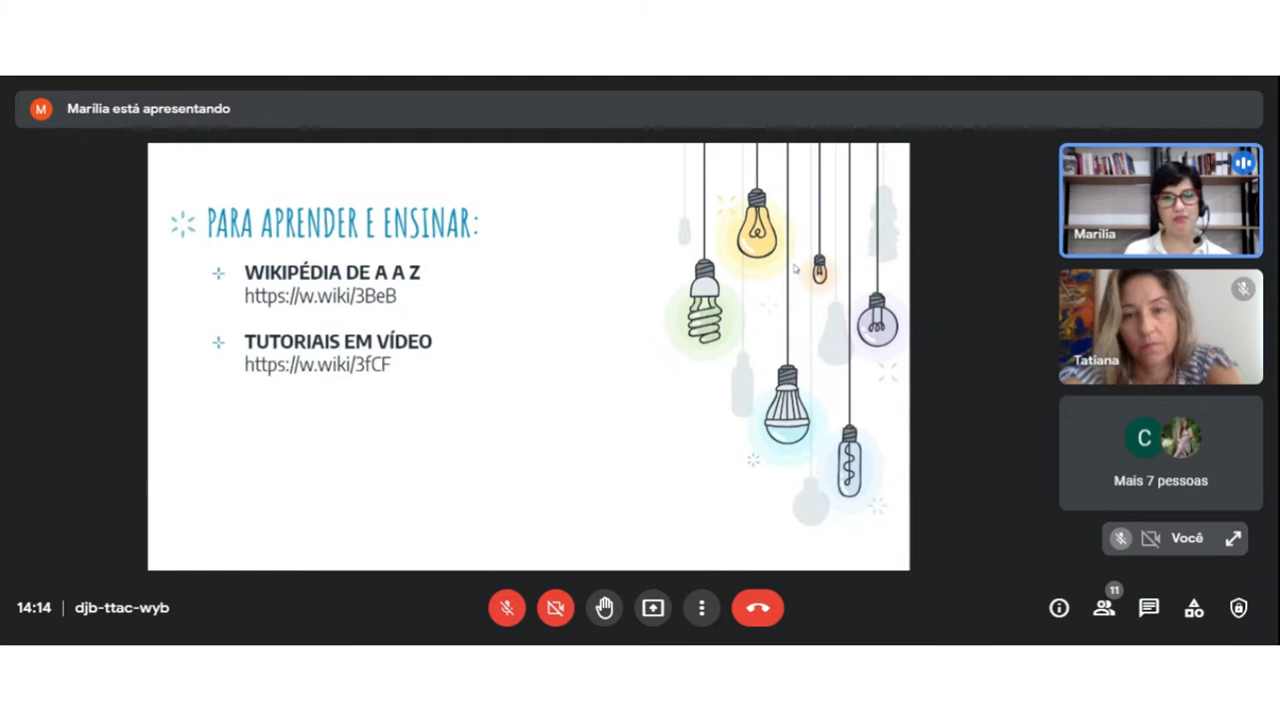 M Marília está apresentando
PARA APRENDER E ENSINAR:
WIKIPÉDIA DE A A Z
https://w.wiki/3BeB
TUTORIAIS EM VÍDEO
https://w.wiki/3fCF
Marília
Tatiana
C
Mais 7 pessoas
Você
14:14 | djb-ttac-wyb
11